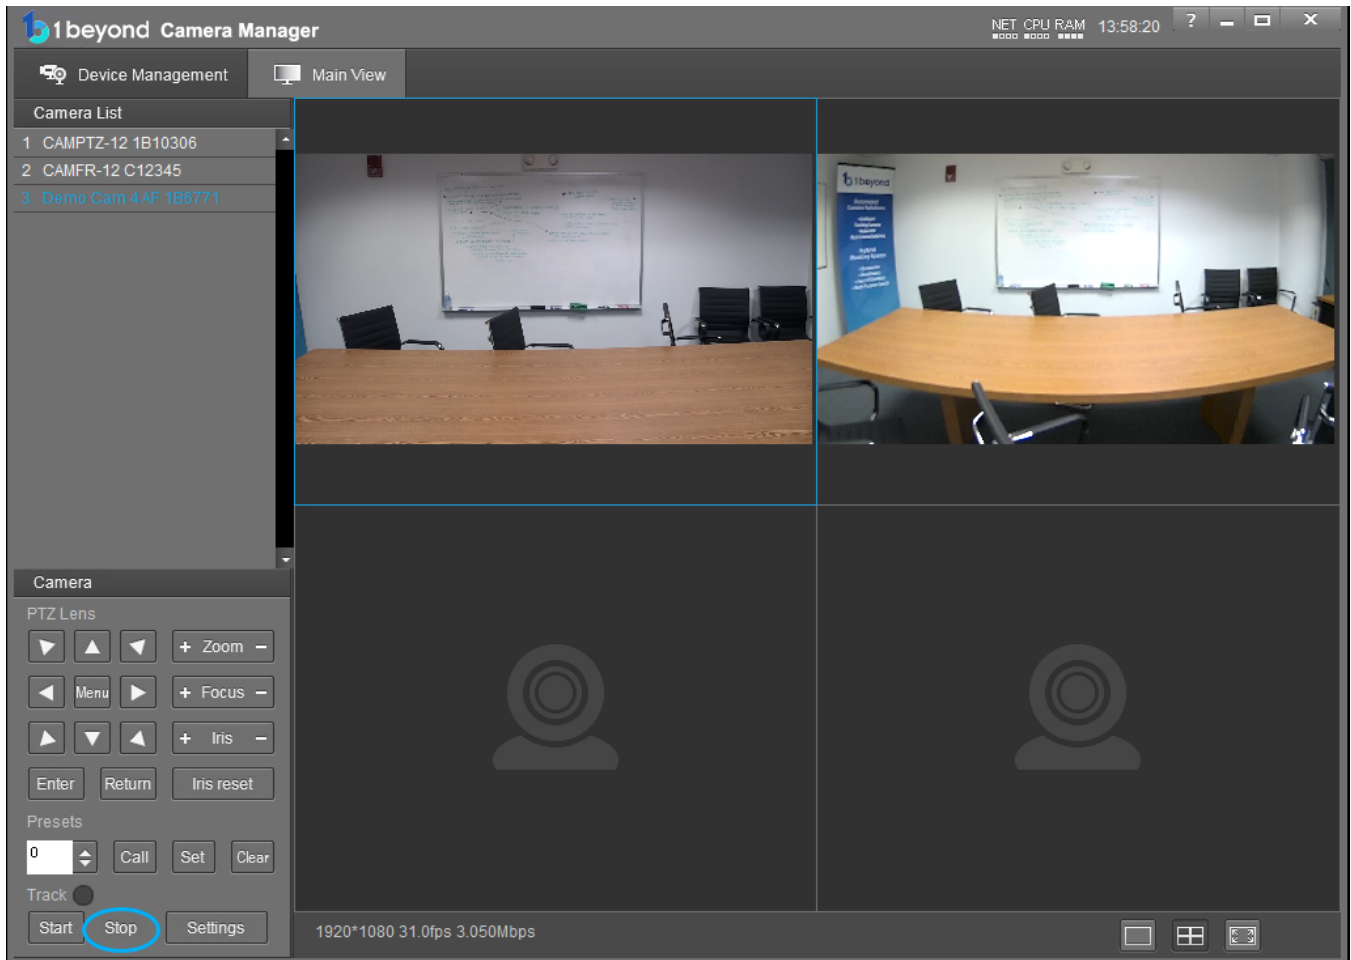 1beyond Camera Manager
NET CPU RAM 13:58:20 ?
Device Management Main View
Camera List
1 CAMPTZ-12 1B10306
2 CAMFR-12 C12345
3 Demo Cam 4 AF 1B6771
1beyond
Camera
PTZ Lens
+ Zoom −
Menu + Focus −
+ Iris −
Enter Return Iris reset
Presets
0 Call Set Clear
Track
Start Stop Settings
1920*1080 31.0fps 3.050Mbps